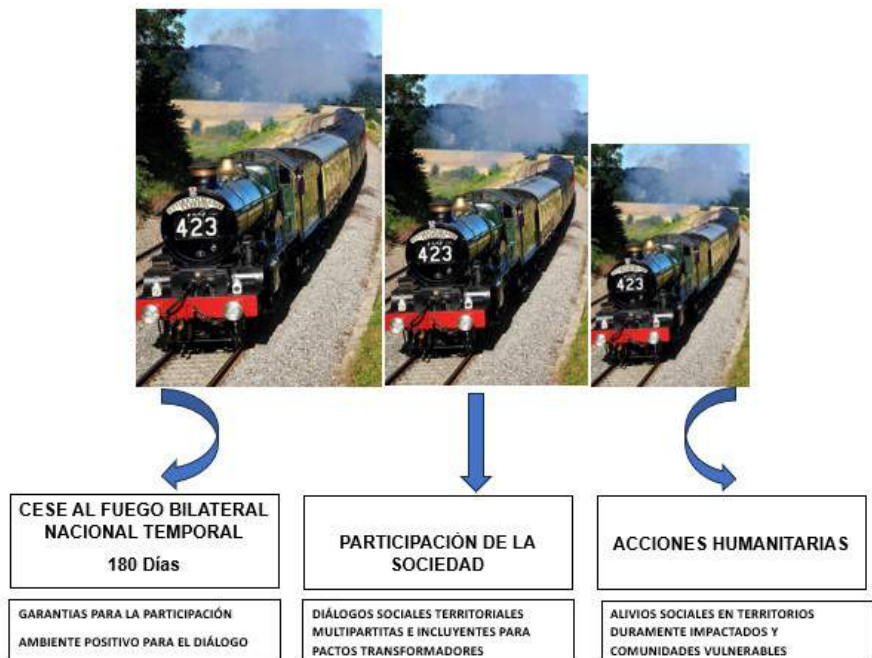 423
423
423
CESE AL FUEGO BILATERAL
NACIONAL TEMPORAL
180 Días
PARTICIPACIÓN DE LA
SOCIEDAD
ACCIONES HUMANITARIAS
GARANTIAS PARA LA PARTICIPACIÓN
AMBIENTE POSITIVO PARA EL DIÁLOGO
DIÁLOGOS SOCIALES TERRITORIALES
MULTIPARTITAS E INCLUYENTES PARA
PACTOS TRANSFORMADORES
ALIVIOS SOCIALES EN TERRITORIOS
DURAMENTE IMPACTADOS Y
COMUNIDADES VULNERABLES